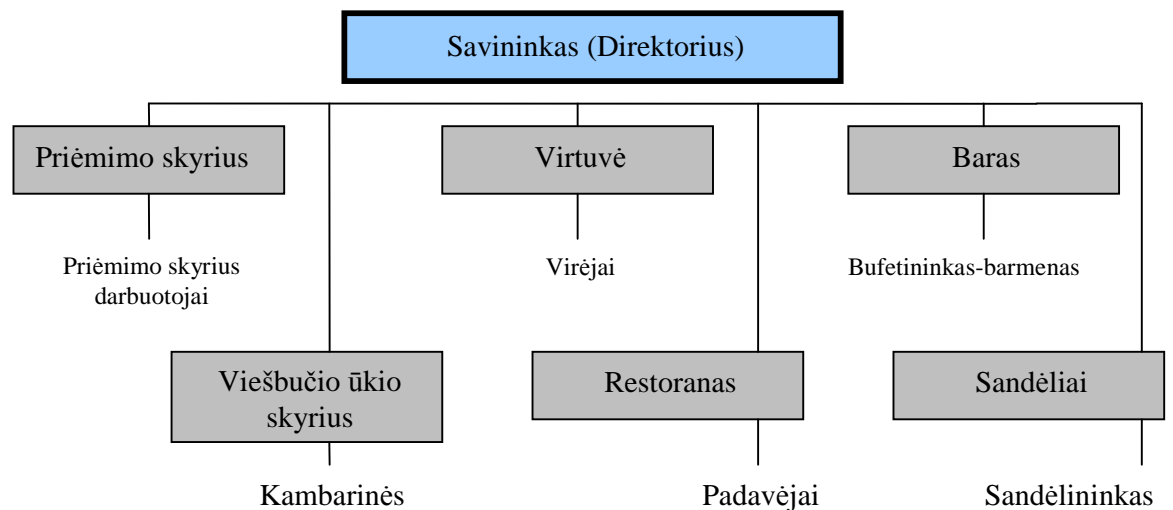 Savininkas (Direktorius)
Priėmimo skyrius
Virtuvė
Baras
Priėmimo skyrius
darbuotojai
Virėjai
Bufetininkas-barmenas
Viešbučio ūkio
skyrius
Restoranas
Sandėliai
Kambarinės
Padavėjai
Sandėlininkas